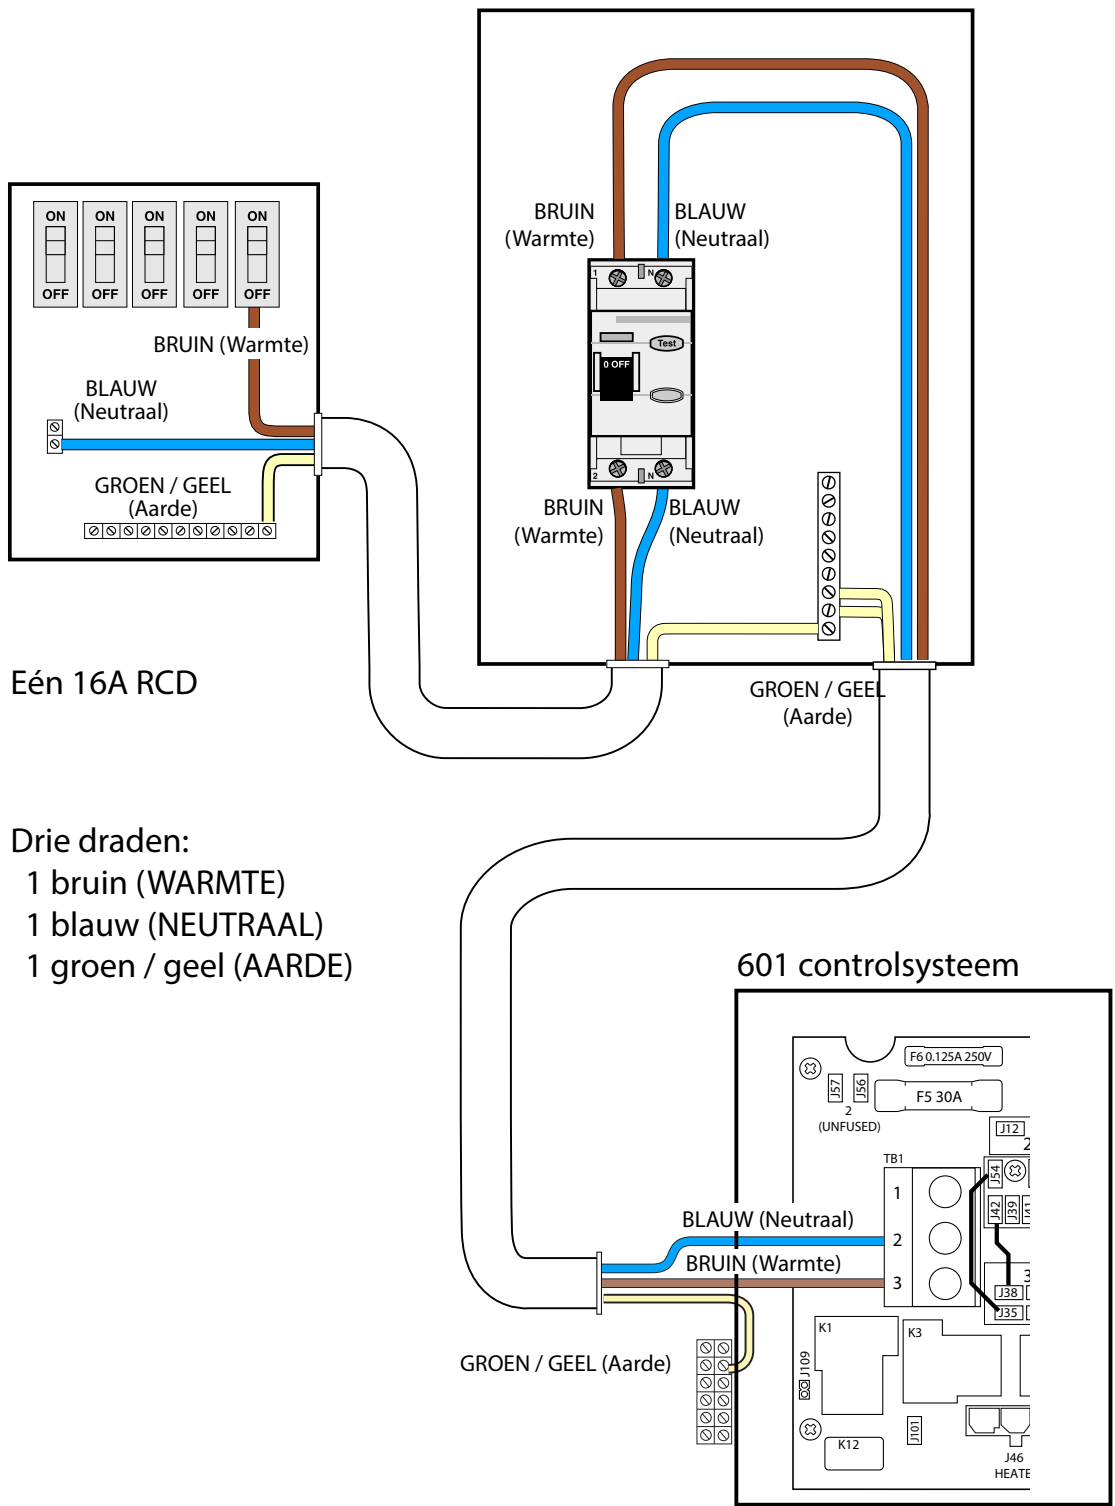 ON
ON
ON
ON
ON
OFF
OFF
OFF
OFF
OFF
BRUIN (Warmte)
BLAUW
(Neutraal)
GROEN / GEEL
(Aarde)
BRUIN
(Warmte)
BLAUW
(Neutraal)
1
N
Test
0 OFF
2
N
BRUIN
(Warmte)
BLAUW
(Neutraal)
GROEN / GEEL
(Aarde)
Eén 16A RCD
Drie draden:
1 bruin (WARMTE)
1 blauw (NEUTRAAL)
1 groen / geel (AARDE)
601 controlsysteem
F6 0.125A 250V
J57
J56
F5 30A
2
(UNFUSED)
J12
2
TB1
J54
1
J42
J39
J41
BLAUW (Neutraal)
2
BRUIN (Warmte)
3
3
J38
J35
K1
K3
GROEN / GEEL (Aarde)
J109
J101
K12
J46
HEATE